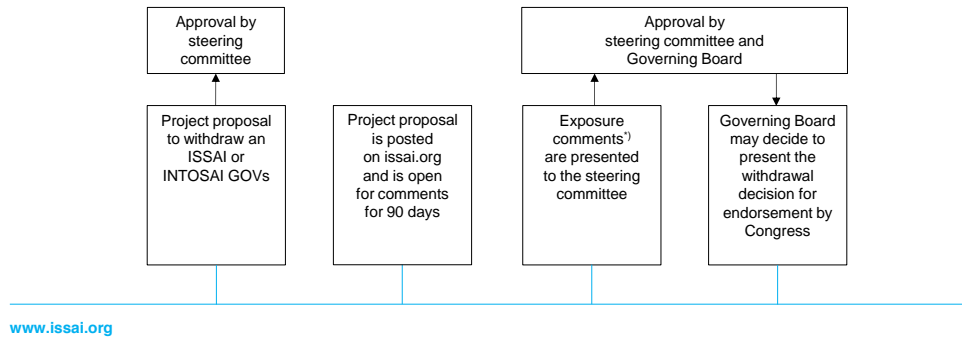 Approval by
steering
committee
Approval by
steering committee and
Governing Board
Project proposal
to withdraw an
ISSAI or
INTOSAI GOVs
Project proposal
is posted
on issai.org
and is open
for comments
for 90 days
Exposure
comments*)
are presented
to the steering
committee
Governing Board
may decide to
present the
withdrawal
decision for
endorsement by
Congress
www.issai.org